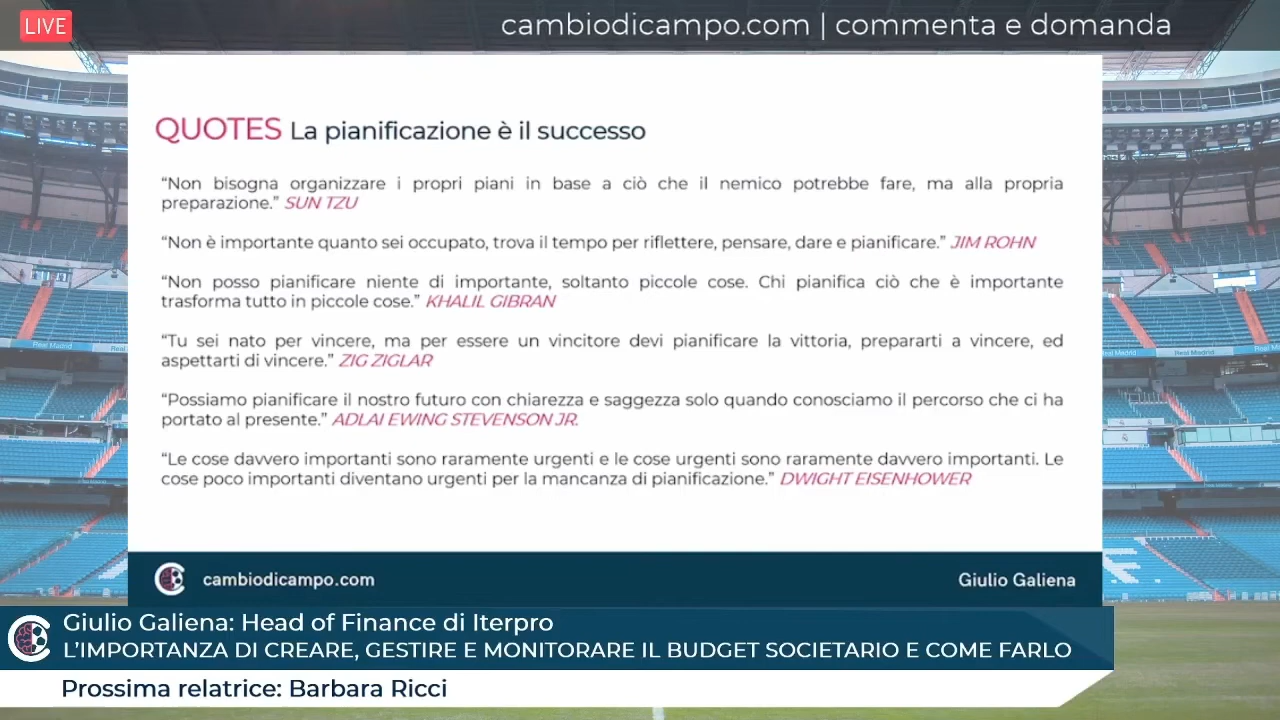 LIVE
cambiodicampo.com | commenta e domanda
QUOTES La pianificazione è il successo
“Non bisogna organizzare i propri piani in base a ciò che il nemico potrebbe fare, ma alla propria
preparazione.” SUN TZU
“Non è importante quanto sei occupato, trova il tempo per riflettere, pensare, dare e pianificare.” JIM ROHN
“Non posso pianificare niente di importante, soltanto piccole cose. Chi pianifica ciò che è importante
trasforma tutto in piccole cose.” KHALIL GIBRAN
“Tu sei nato per vincere, ma per essere un vincitore devi pianificare la vittoria, prepararti a vincere, ed
aspettarti di vincere.” ZIG ZIGLAR
“Possiamo pianificare il nostro futuro con chiarezza e saggezza solo quando conosciamo il percorso che ci ha
portato al presente.” ADLAI EWING STEVENSON JR.
“Le cose davvero importanti sono raramente urgenti e le cose urgenti sono raramente davvero importanti. Le
cose poco importanti diventano urgenti per la mancanza di pianificazione.” DWIGHT EISENHOWER
Real Madrid
Real Madrid
cambiodicampo.com
Giulio Galiena
Giulio Galiena: Head of Finance di Iterpro
L’IMPORTANZA DI CREARE, GESTIRE E MONITORARE IL BUDGET SOCIETARIO E COME FARLO
Prossima relatrice: Barbara Ricci